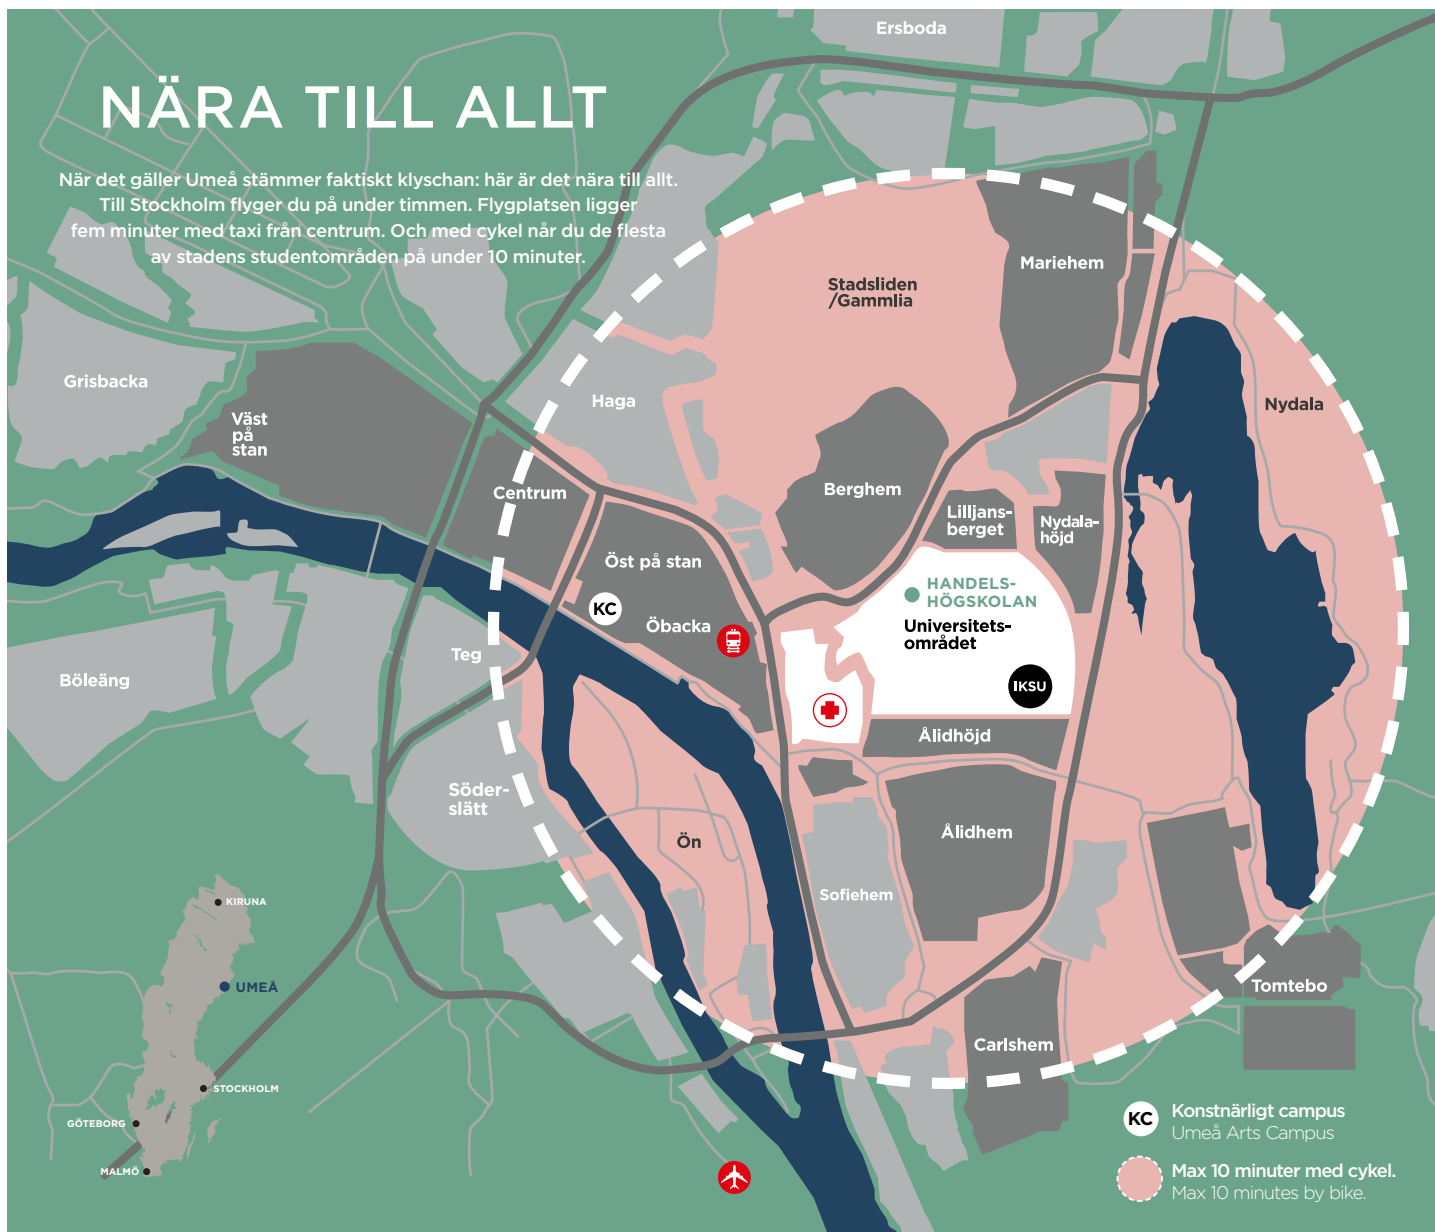 Ersboda
NÄRA TILL ALLT
När det gäller Umeå stämmer faktiskt klyschan: här är det nära till allt.
Till Stockholm flyger du på under timmen. Flygplatsen ligger
fem minuter med taxi från centrum. Och med cykel når du de flesta
av stadens studentområden på under 10 minuter.
Mariehem
Stadsliden
/Gammlia
Grisbacka
Haga
Nydala
Väst
på
stan
Centrum
Berghem
Lilljans-
berget
Nydala-
höjd
Öst på stan
HANDELS-
HÖGSKOLAN
KC
Öbacka
Universitets-
området
Teg
Böleäng
IKSU
Ålidhöjd
Söder-
slätt
Ålidhem
Ön
Sofiehem
KIRUNA
UMEÅ
Tomtebo
Carlshem
STOCKHOLM
GÖTEBORG
MALMÖ
KC
Konstnärligt campus
Umeå Arts Campus
Max 10 minuter med cykel.
Max 10 minutes by bike.